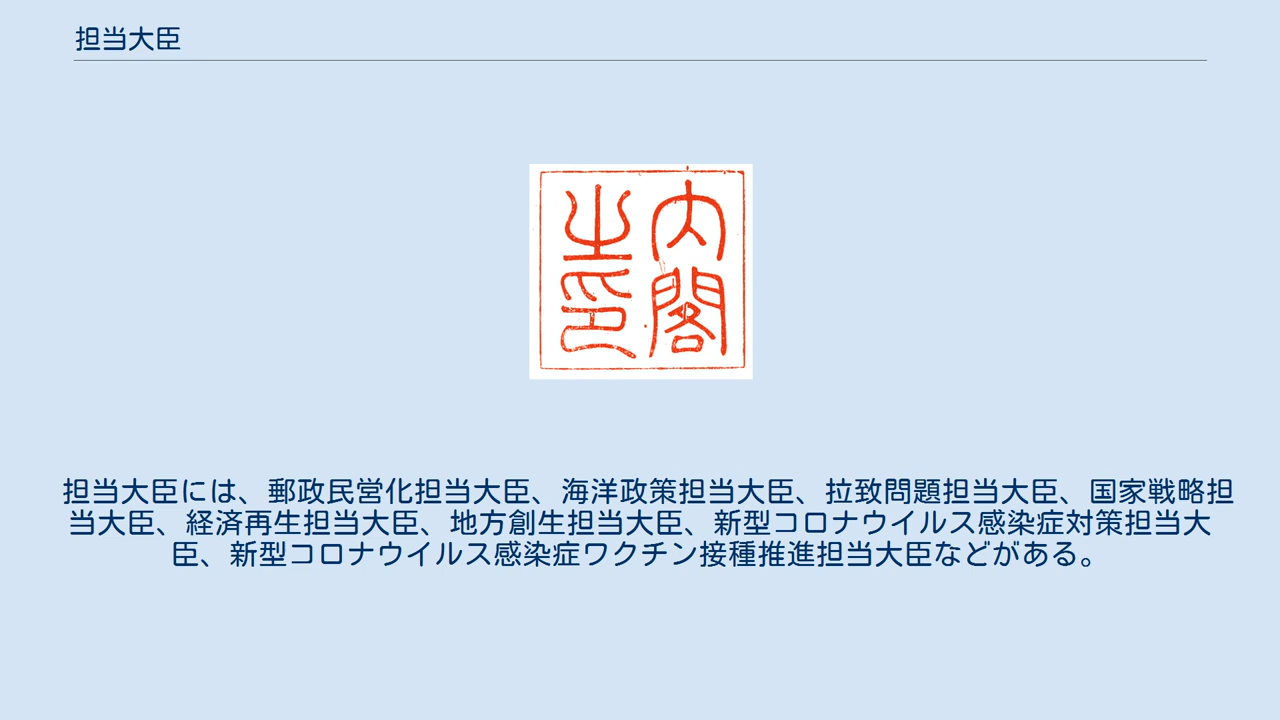 担当大臣
内閣
之印
担当大臣には、郵政民営化担当大臣、海洋政策担当大臣、拉致問題担当大臣、国家戦略担
当大臣、経済再生担当大臣、地方創生担当大臣、新型コロナウイルス感染症対策担当大
臣、新型コロナウイルス感染症ワクチン接種推進担当大臣などがある。